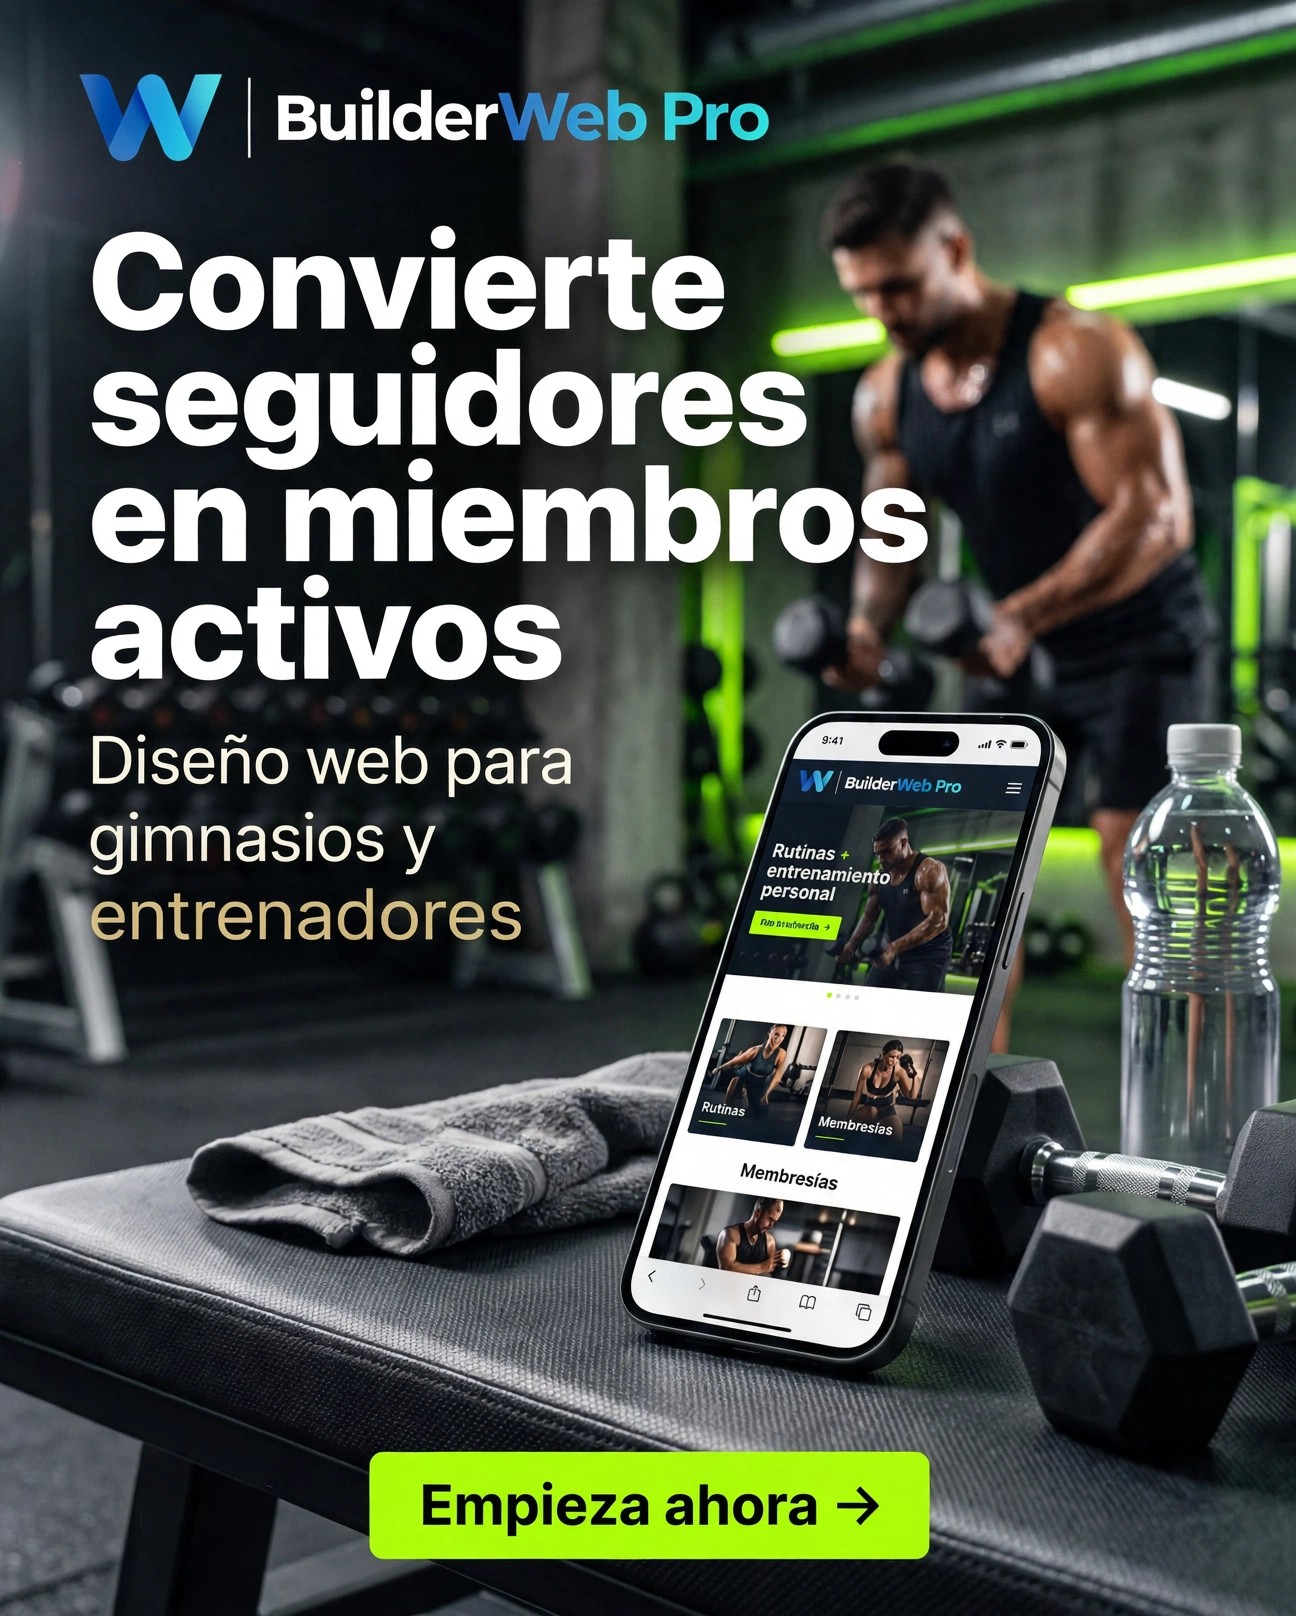 BuilderWeb Pro
Convierte
seguidores
en miembros
activos
Diseño web para
gimnasios y
entrenadores
9:41
BuilderWeb Pro
Rutinas +
entrenamiento
personal
Rutinas
Membresías
Membresías
Empieza ahora →